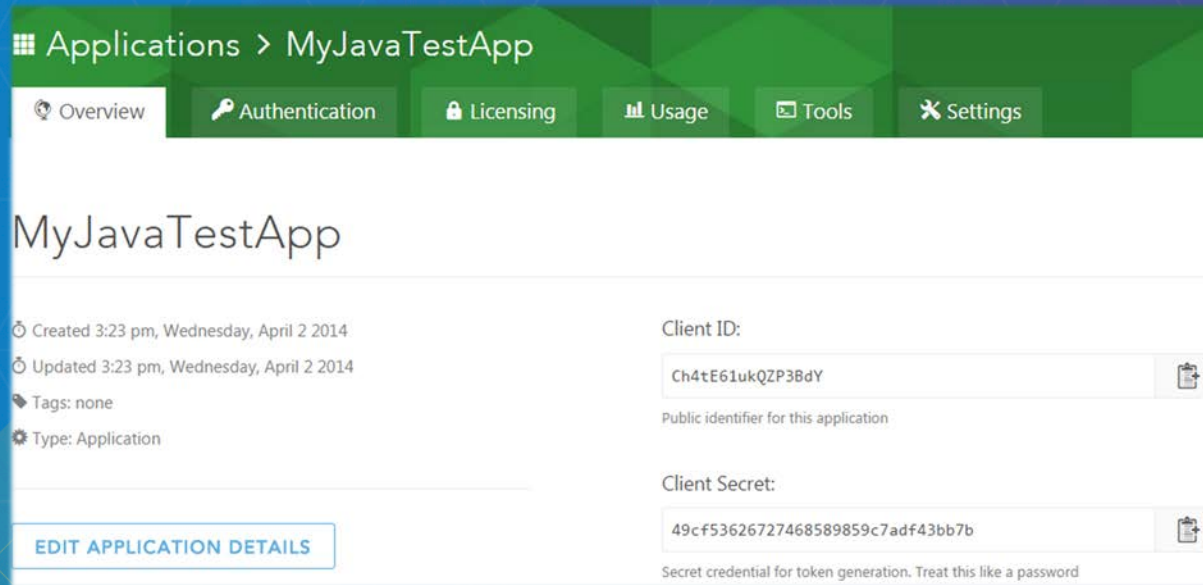 Applications > MyJavaTestApp
Overview Authentication Licensing Usage Tools Settings
MyJavaTestApp
Created 3:23 pm, Wednesday, April 2 2014
Updated 3:23 pm, Wednesday, April 2 2014
Tags: none
Type: Application
EDIT APPLICATION DETAILS
Client ID:
Ch4tE61ukQZP3BdY
Public identifier for this application
Client Secret:
49cf53626727468589859c7adf43bb7b
Secret credential for token generation. Treat this like a password